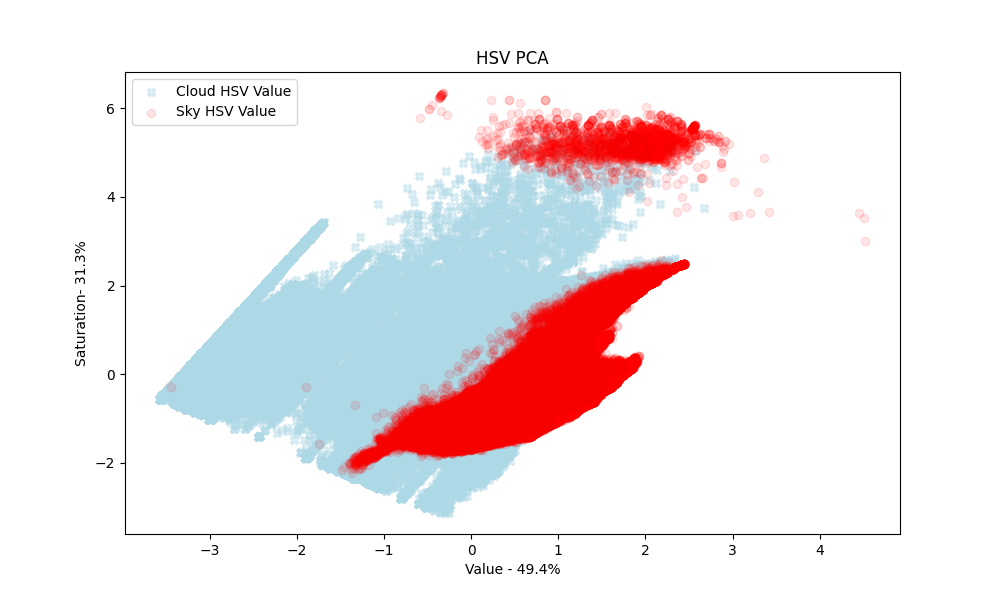 HSV PCA
Cloud HSV Value
Sky HSV Value
Saturation- 31.3%
6
4
2
0
−2
−3
−2
−1
0
1
2
3
4
Value - 49.4%